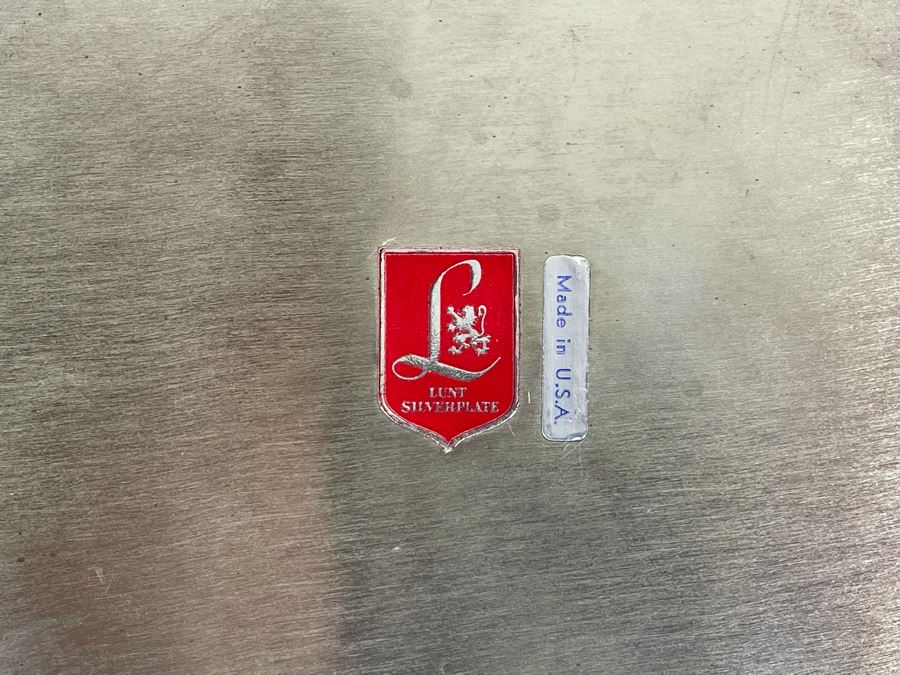 L
LUNT
SILVERPLATE
Made in U.S.A.